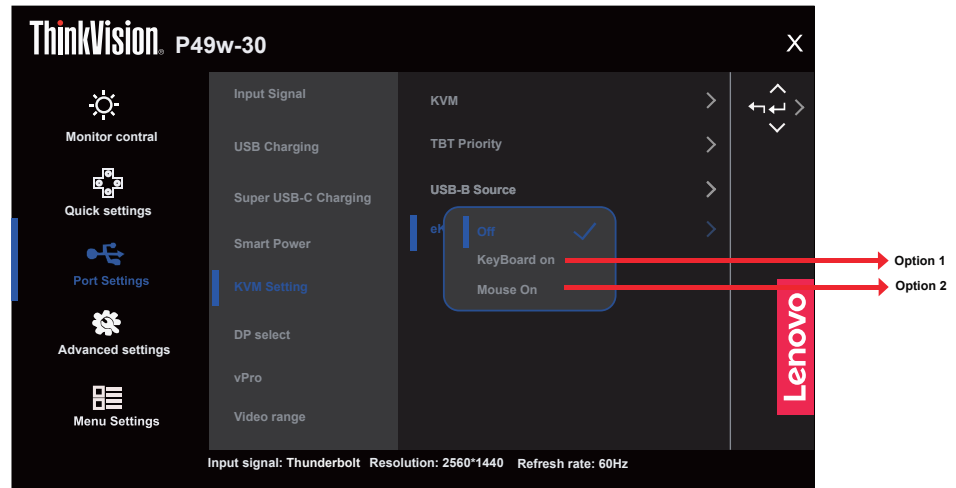 ThinkVision® P49w-30
X
Monitor contral
Quick settings
Port Settings
Advanced settings
Menu Settings
Input Signal
USB Charging
Super USB-C Charging
Smart Power
KVM Setting
DP select
vPro
Video range
KVM
TBT Priority
USB-B Source
Off
KeyBoard on
Mouse On
Option 1
Option 2
Lenovo
Input signal: Thunderbolt Resolution: 2560*1440 Refresh rate: 60Hz